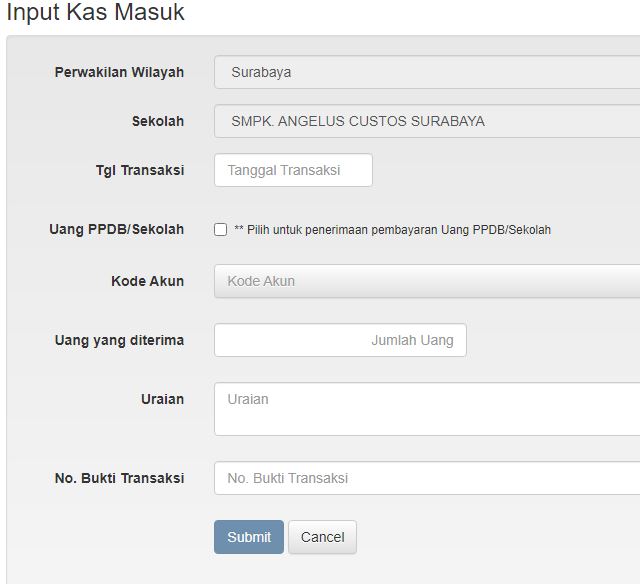 Input Kas Masuk
Perwakilan Wilayah Surabaya
Sekolah SMPK. ANGELUS CUSTOS SURABAYA
Tgl Transaksi Tanggal Transaksi
Uang PPDB/Sekolah ** Pilih untuk penerimaan pembayaran Uang PPDB/Sekolah
Kode Akun Kode Akun
Uang yang diterima Jumlah Uang
Uraian Uraian
No. Bukti Transaksi No. Bukti Transaksi
Submit Cancel